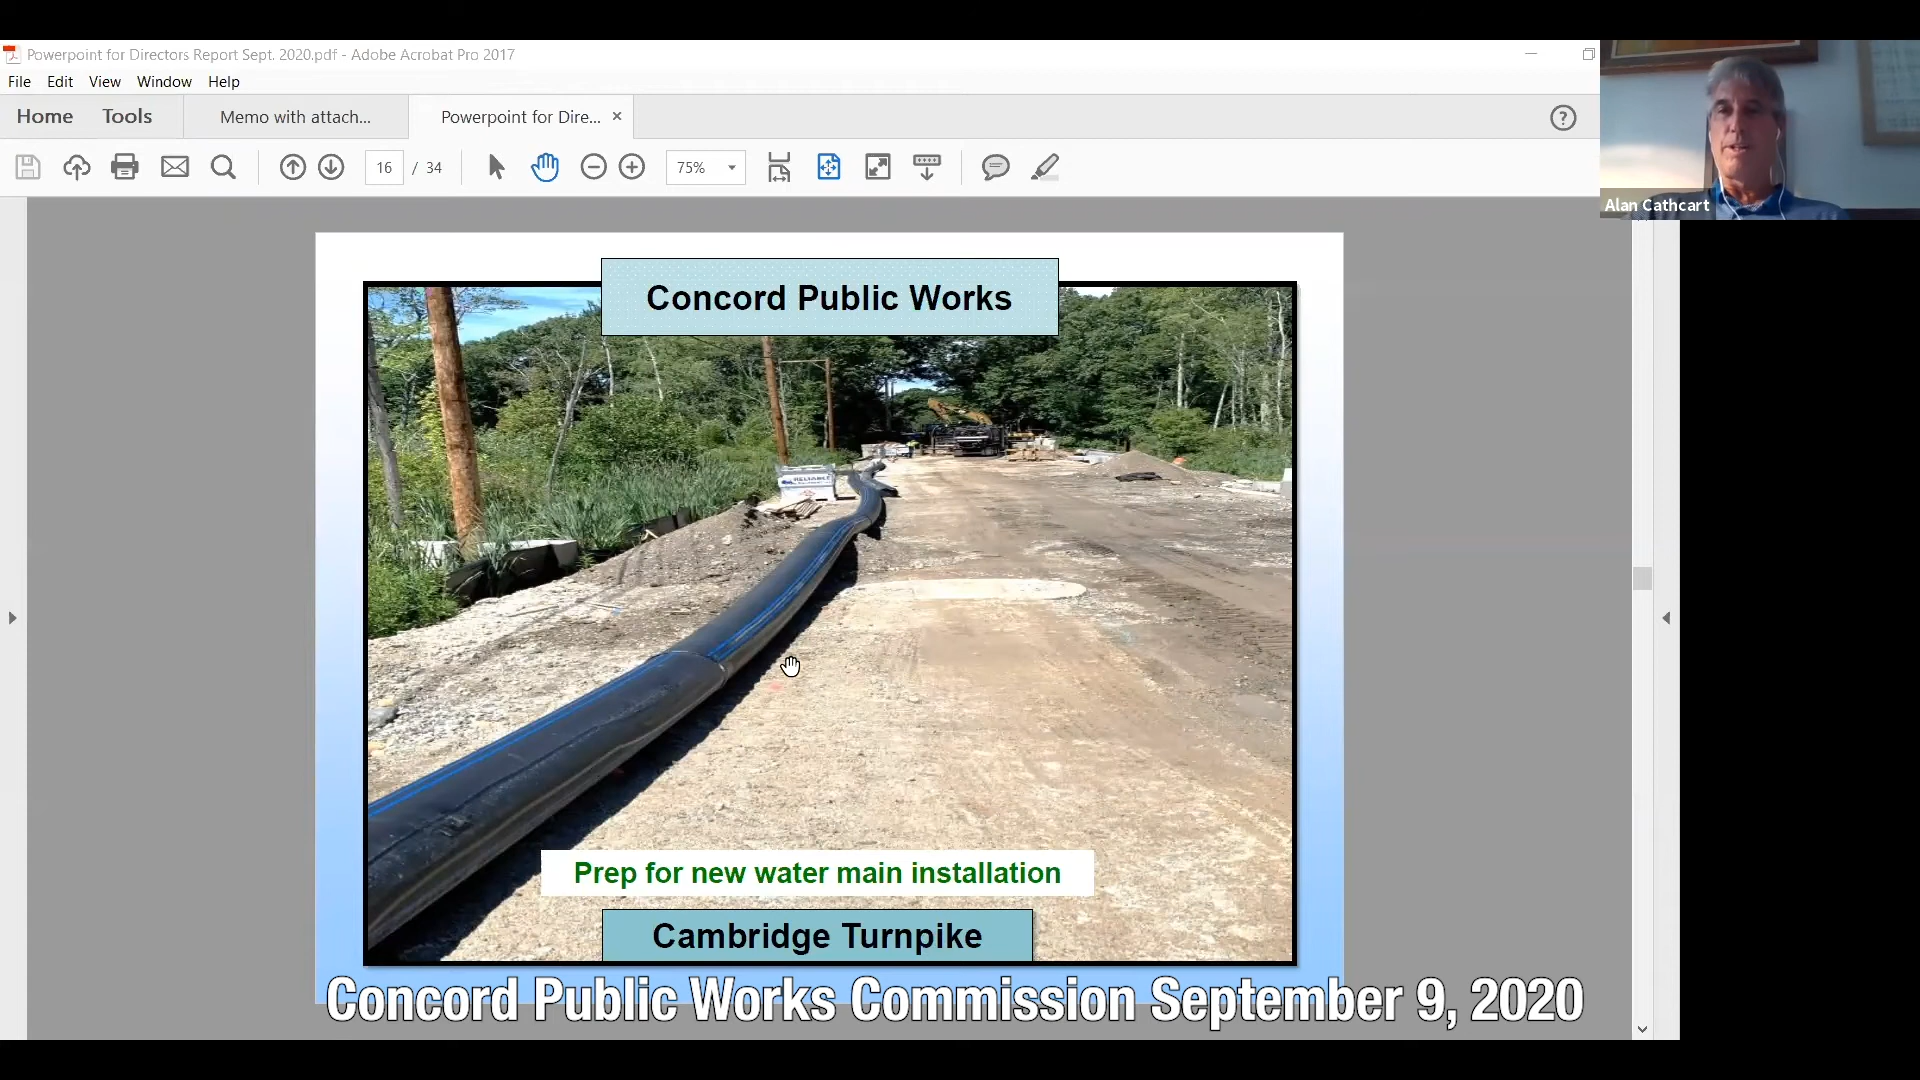 Powerpoint for Directors Report Sept. 2020.pdf - Adobe Acrobat Pro 2017
File Edit View Window Help
Home Tools Memo with attach... Powerpoint for Dire... ×
16 / 34 75%
Alan Cathcart
Concord Public Works
RELIANCE
Prep for new water main installation
Cambridge Turnpike
Concord Public Works Commission September 9, 2020